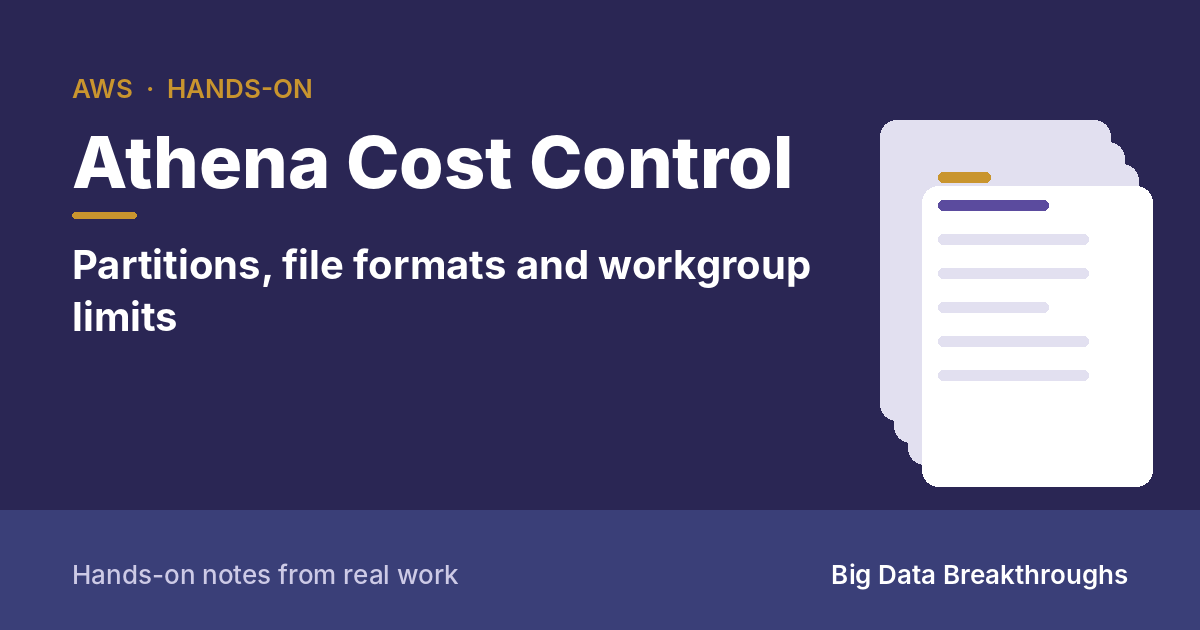 AWS · HANDS-ON
Athena Cost Control
Partitions, file formats and workgroup
limits
Hands-on notes from real work
Big Data Breakthroughs